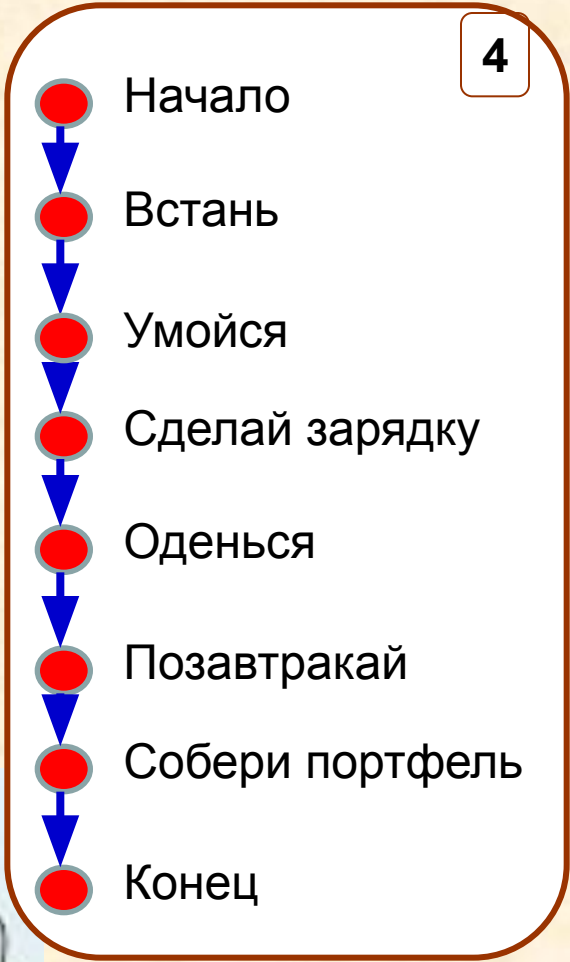 4
Начало
Встань
Умойся
Сделай зарядку
Оденься
Позавтракай
Собери портфель
Конец